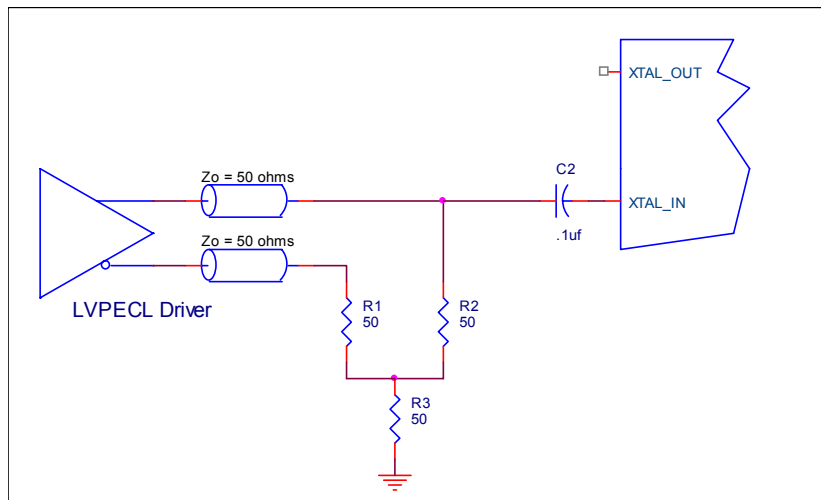 XTAL_OUT
Zo = 50 ohms
C2
XTAL_IN
.1uf
Zo = 50 ohms
LVPECL Driver
R1
50
R2
50
R3
50